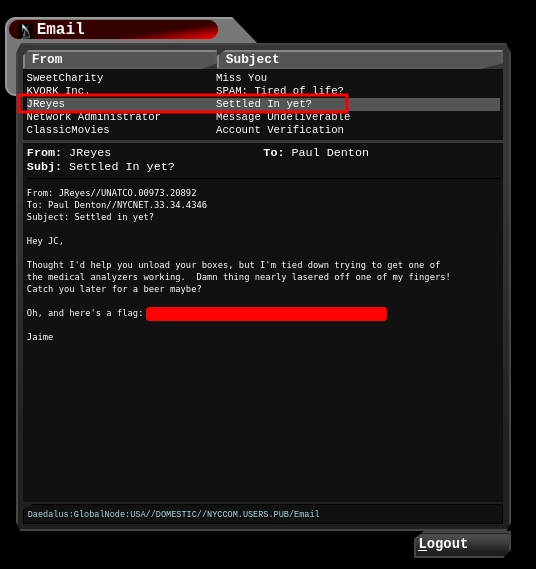 Email
From Subject
SweetCharity Miss You
KVORK Inc. SPAM: Tired of life?
JReyes Settled In yet?
Network Administrator Message Undeliverable
ClassicMovies Account Verification
From: JReyes To: Paul Denton
Subj: Settled In yet?
From: JReyes//UNATCO.00973.20892
To: Paul Denton//NYCNET.33.34.4346
Subject: Settled in yet?
Hey JC,
Thought I'd help you unload your boxes, but I'm tied down trying to get one of
the medical analyzers working.  Damn thing nearly lasered off one of my fingers!
Catch you later for a beer maybe?
Oh, and here's a flag:
Jaime
Daedalus:GlobalNode:USA//DOMESTIC//NYCCOM.USERS.PUB/Email
Logout